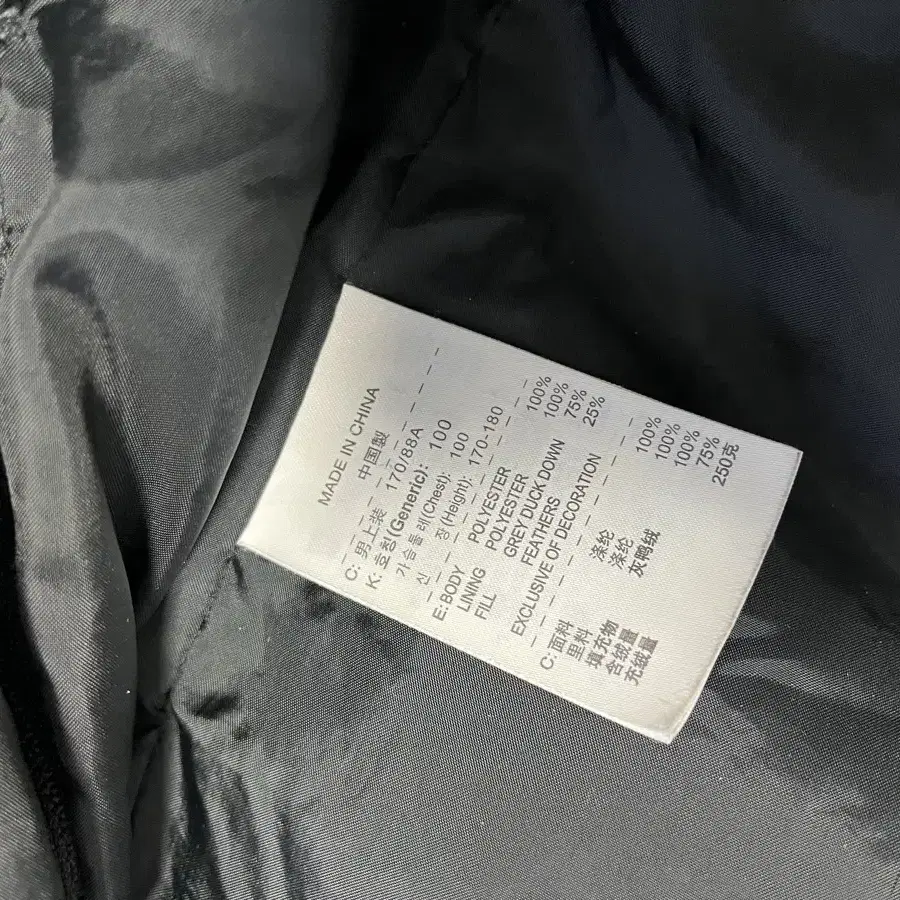 MADE IN CHINA
中国製
C: 男上装 170/88A
K: 호칭(Generic): 100
가슴둘레(Chest): 100
신 장(Height): 170-180
E: BODY POLYESTER 100%
LINING POLYESTER 100%
FILL GREY DUCK DOWN 75%
FEATHERS 25%
EXCLUSIVE OF DECORATION
C: 面料 涤纶 100%
里料 涤纶 100%
填充物 灰鸭绒 100%
含绒量 75%
充绒量 250克